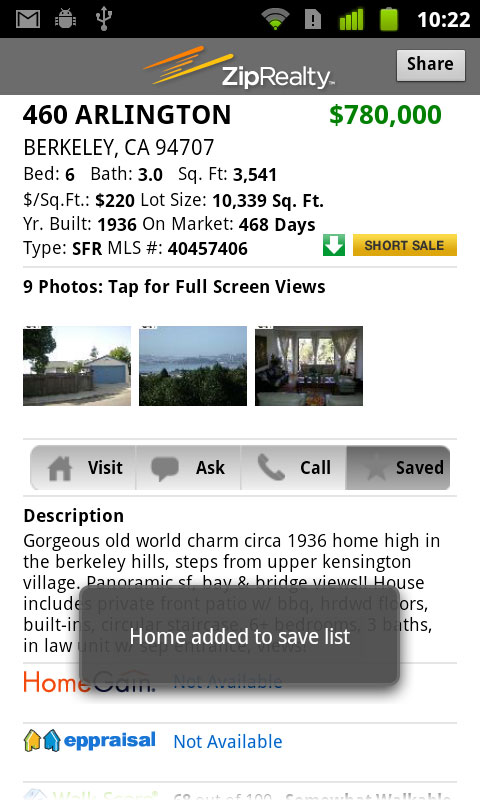 10:22
ZipRealty
Share
460 ARLINGTON $780,000
BERKELEY, CA 94707
Bed: 6 Bath: 3.0 Sq. Ft: 3,541
$/Sq.Ft.: $220 Lot Size: 10,339 Sq. Ft.
Yr. Built: 1936 On Market: 468 Days
Type: SFR MLS #: 40457406 SHORT SALE
9 Photos: Tap for Full Screen Views
Visit Ask Call Saved
Description
Gorgeous old world charm circa 1936 home high in
the berkeley hills, steps from upper kensington
village. Panoramic sf, bay & bridge views!! House
includes private front patio w/ bbq, hrdwd floors,
built-ins, circular staircase, 6+ bedrooms, 3 baths,
in law unit w/ sep entrance, views!
Home added to save list
HomeGain. Not Available
eppraisal Not Available
Walk Score 68 out of 100 - Somewhat Walkable